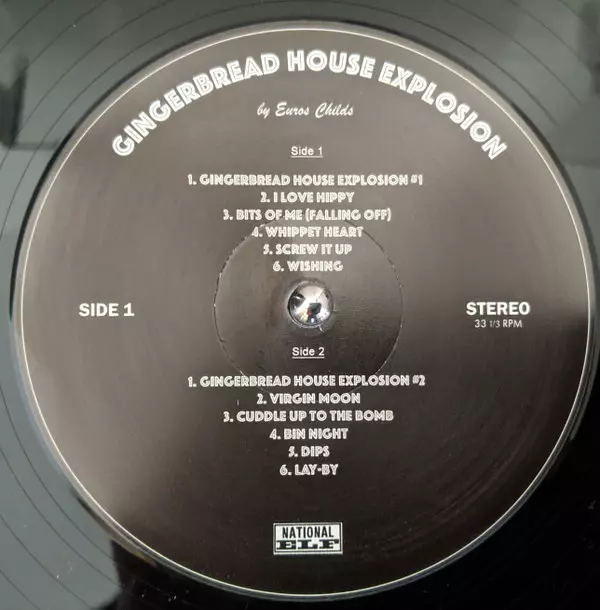 GINGERBREAD HOUSE EXPLOSION
by Euros Childs
Side 1
1. GINGERBREAD HOUSE EXPLOSION #1
2. I LOVE HIPPY
3. BITS OF ME (FALLING OFF)
4. WHIPPET HEART
5. SCREW IT UP
6. WISHING
SIDE 1
STEREO
33 1/3 RPM
Side 2
1. GINGERBREAD HOUSE EXPLOSION #2
2. VIRGIN MOON
3. CUDDLE UP TO THE BOMB
4. BIN NIGHT
5. DIPS
6. LAY-BY
NATIONAL
ELF